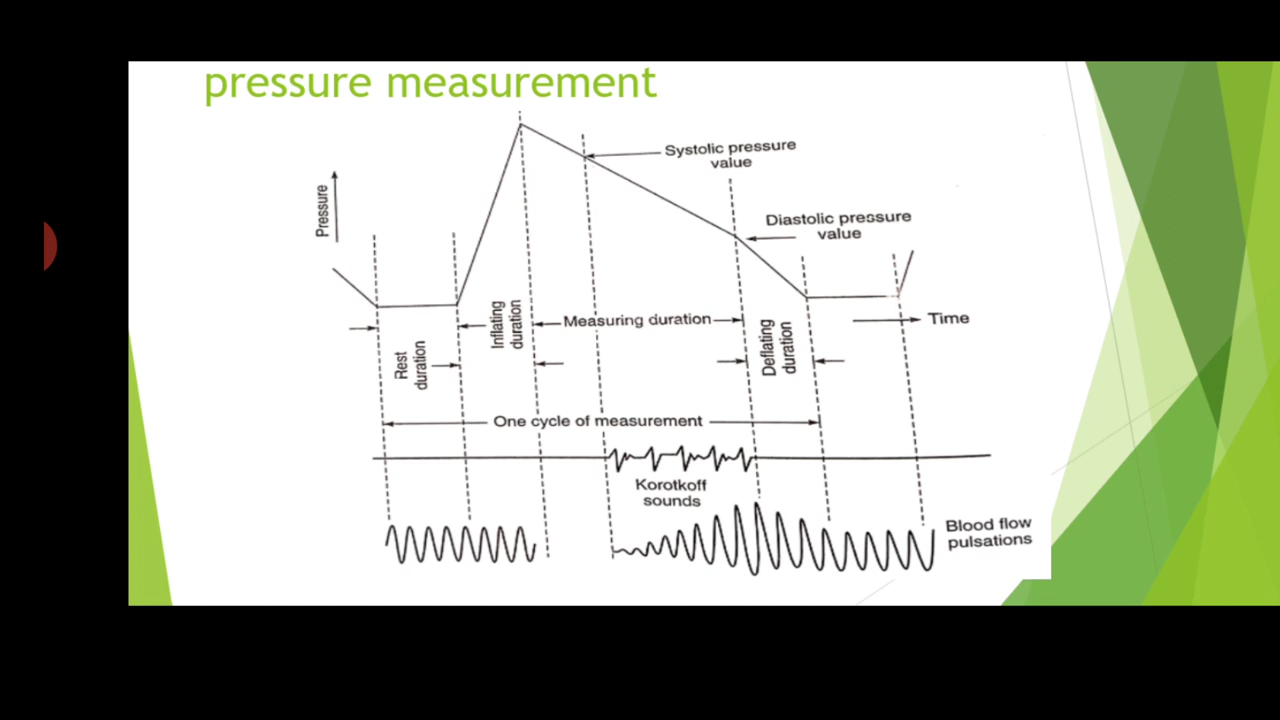 pressure measurement
Systolic pressure
value
Pressure
Diastolic pressure
value
Inflating
duration
Measuring duration
Time
Rest
duration
Deflating
duration
One cycle of measurement
Korotkoff
sounds
Blood flow
pulsations